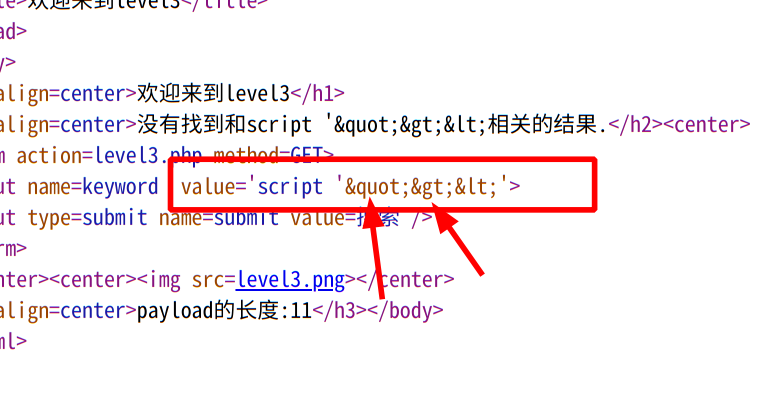 le>欢迎来到level3</title>
ad>
y>
align=center>欢迎来到level3</h1>
align=center>没有找到和script '&quot;&gt;&lt;相关的结果.</h2><center>
m action=level3.php method=GET>
ut name=keyword value='script '&quot;&gt;&lt;'>
ut type=submit name=submit value=搜索 />
rm>
nter><center><img src=level3.png></center>
align=center>payload的长度:11</h3></body>
ml>